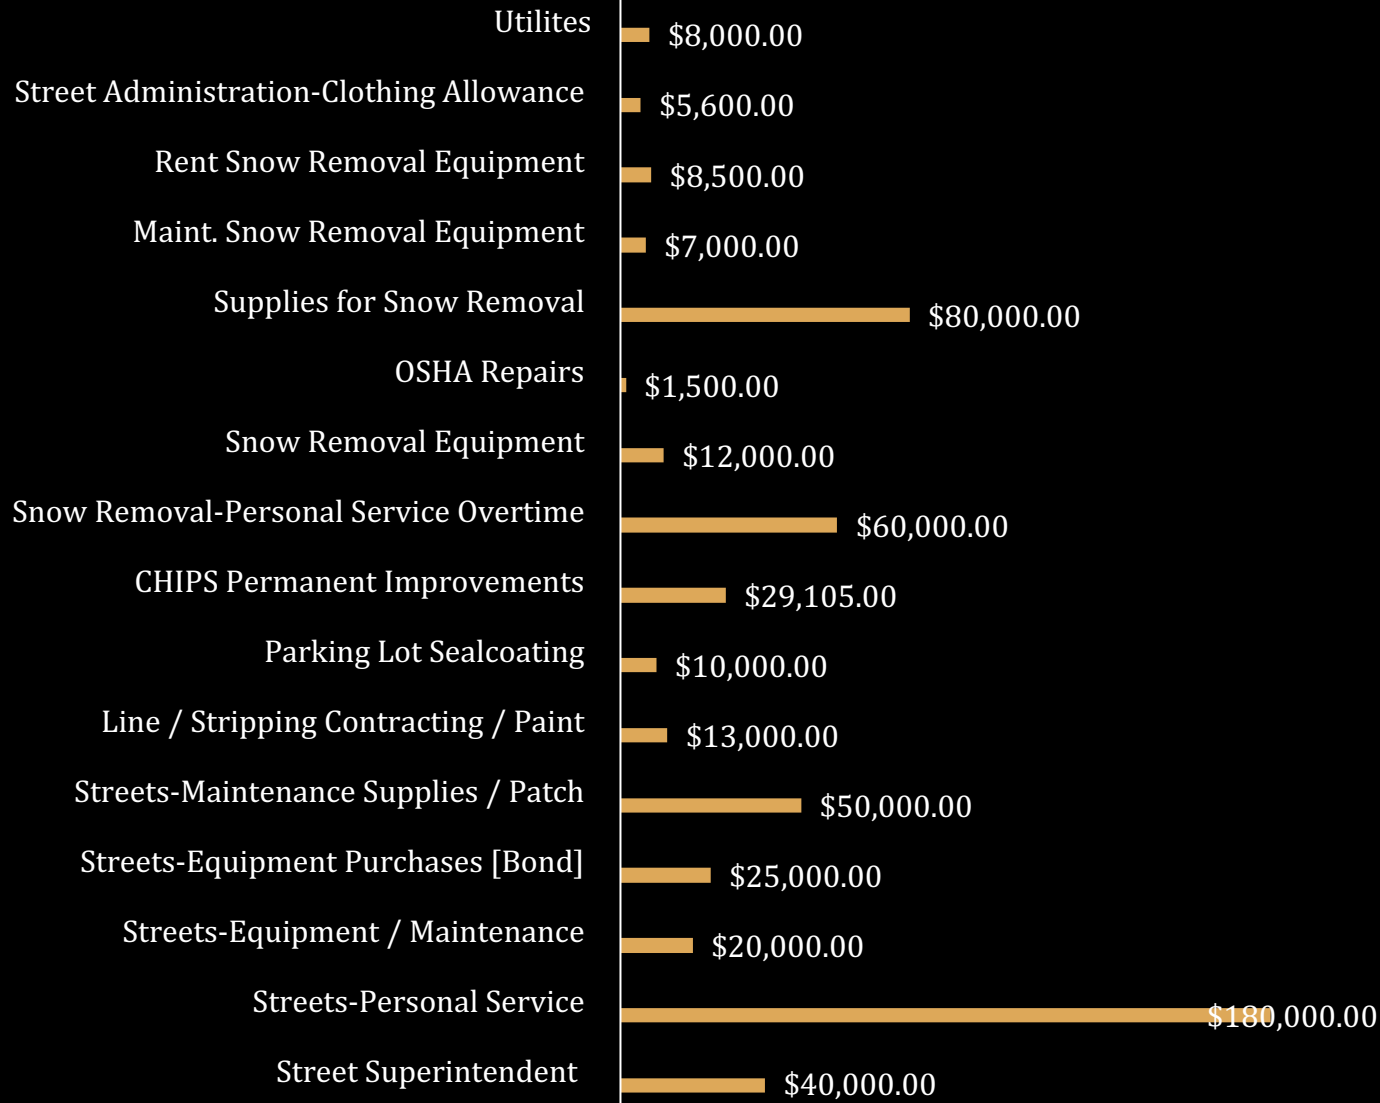 Utilites $8,000.00
Street Administration-Clothing Allowance $5,600.00
Rent Snow Removal Equipment $8,500.00
Maint. Snow Removal Equipment $7,000.00
Supplies for Snow Removal $80,000.00
OSHA Repairs $1,500.00
Snow Removal Equipment $12,000.00
Snow Removal-Personal Service Overtime $60,000.00
CHIPS Permanent Improvements $29,105.00
Parking Lot Sealcoating $10,000.00
Line / Stripping Contracting / Paint $13,000.00
Streets-Maintenance Supplies / Patch $50,000.00
Streets-Equipment Purchases [Bond] $25,000.00
Streets-Equipment / Maintenance $20,000.00
Streets-Personal Service $180,000.00
Street Superintendent $40,000.00